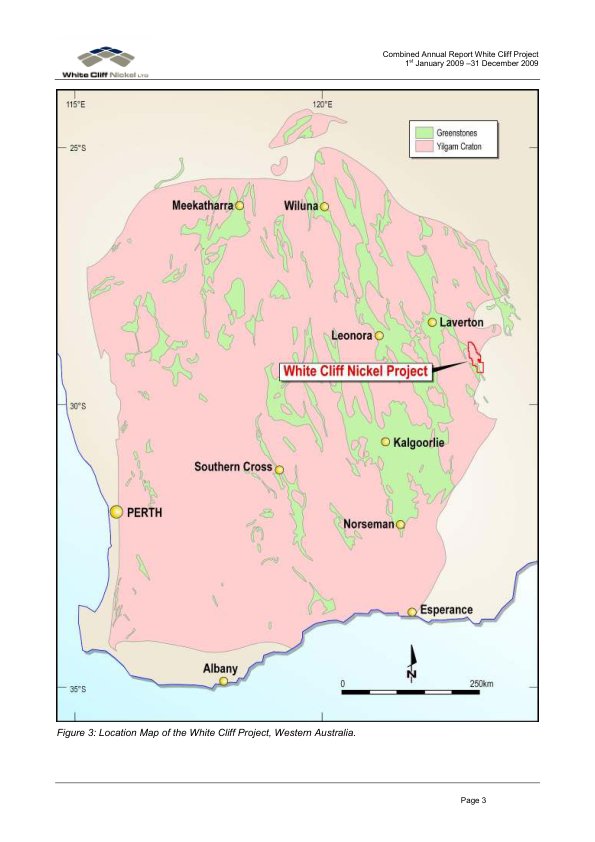 White Cliff Nickel LTD
Combined Annual Report White Cliff Project
1st January 2009 –31 December 2009
115°E
120°E
25°S
Greenstones
Yilgarn Craton
Meekatharra
Wiluna
Laverton
Leonora
White Cliff Nickel Project
30°S
Kalgoorlie
Southern Cross
PERTH
Norseman
Esperance
Albany
N
0
250km
35°S
Figure 3: Location Map of the White Cliff Project, Western Australia.
Page 3